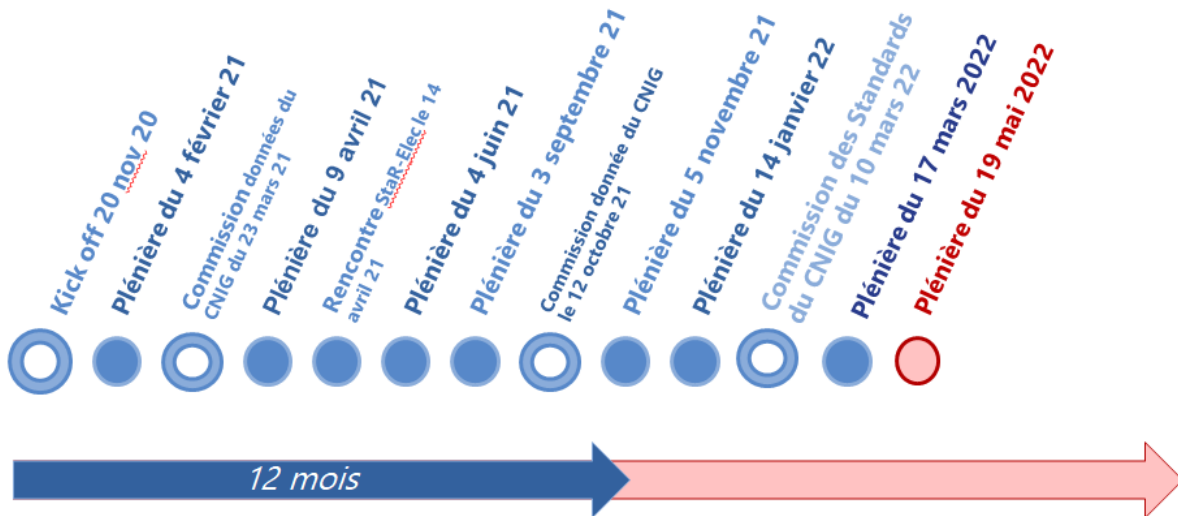 Kick off 20 nov 20
Plénière du 4 février 21
Commission données du
CNIG du 23 mars 21
Plénière du 9 avril 21
Rencontre StaR-Elec le 14
avril 21
Plénière du 4 juin 21
Plénière du 3 septembre 21
Commission donnée du CNIG
le 12 octobre 21
Plénière du 5 novembre 21
Plénière du 14 janvier 22
Commission des Standards
du CNIG du 10 mars 22
Plénière du 17 mars 2022
Plénière du 19 mai 2022
12 mois